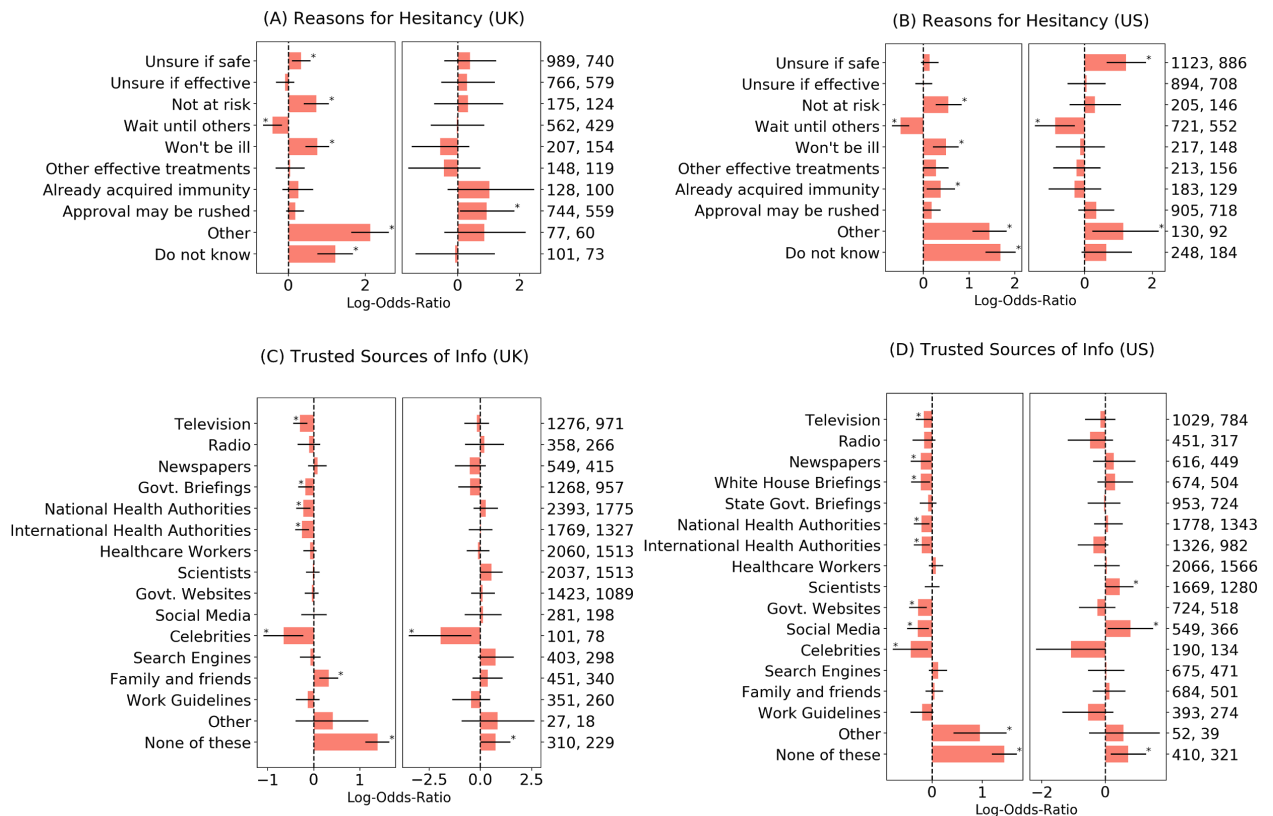 (A) Reasons for Hesitancy (UK)
Unsure if safe * 989, 740
Unsure if effective 766, 579
Not at risk * 175, 124
Wait until others * 562, 429
Won't be ill * 207, 154
Other effective treatments 148, 119
Already acquired immunity 128, 100
Approval may be rushed * 744, 559
Other * 77, 60
Do not know * 101, 73
0 2 0 2
Log-Odds-Ratio
(B) Reasons for Hesitancy (US)
Unsure if safe * 1123, 886
Unsure if effective 894, 708
Not at risk * 205, 146
Wait until others * * 721, 552
Won't be ill * 217, 148
Other effective treatments 213, 156
Already acquired immunity * 183, 129
Approval may be rushed 905, 718
Other * * 130, 92
Do not know * 248, 184
0 1 2 0 2
Log-Odds-Ratio
(C) Trusted Sources of Info (UK)
Television * 1276, 971
Radio 358, 266
Newspapers 549, 415
Govt. Briefings * 1268, 957
National Health Authorities * 2393, 1775
International Health Authorities * 1769, 1327
Healthcare Workers 2060, 1513
Scientists 2037, 1513
Govt. Websites 1423, 1089
Social Media 281, 198
Celebrities * * 101, 78
Search Engines 403, 298
Family and friends * 451, 340
Work Guidelines 351, 260
Other 27, 18
None of these * * 310, 229
−1 0 1 −2.5 0.0 2.5
Log-Odds-Ratio
(D) Trusted Sources of Info (US)
Television * 1029, 784
Radio 451, 317
Newspapers * 616, 449
White House Briefings * 674, 504
State Govt. Briefings 953, 724
National Health Authorities * 1778, 1343
International Health Authorities * 1326, 982
Healthcare Workers 2066, 1566
Scientists * 1669, 1280
Govt. Websites * 724, 518
Social Media * * 549, 366
Celebrities * 190, 134
Search Engines 675, 471
Family and friends 684, 501
Work Guidelines 393, 274
Other * 52, 39
None of these * * 410, 321
0 1 −2 0
Log-Odds-Ratio